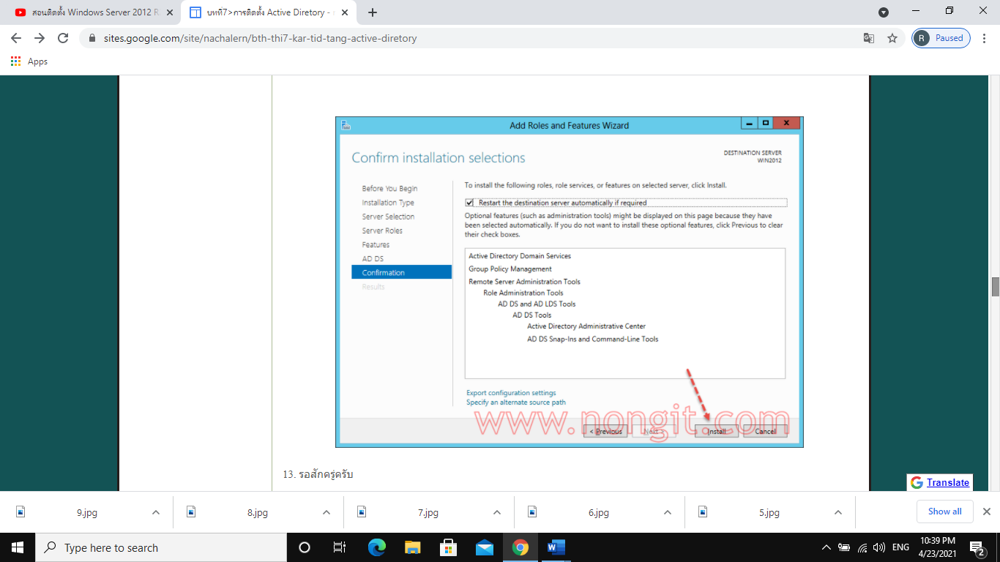 สอนติดตั้ง Windows Server 2012 R
บทที่7>การติดตั้ง Active Diretory -
sites.google.com/site/nachalern/bth-thi7-kar-tid-tang-active-diretory
R Paused
Apps
Add Roles and Features Wizard
Confirm installation selections
DESTINATION SERVER
WIN2012
Before You Begin
Installation Type
Server Selection
Server Roles
Features
AD DS
Confirmation
Results
To install the following roles, role services, or features on selected server, click Install.
Restart the destination server automatically if required
Optional features (such as administration tools) might be displayed on this page because they have
been selected automatically. If you do not want to install these optional features, click Previous to clear
their check boxes.
Active Directory Domain Services
Group Policy Management
Remote Server Administration Tools
Role Administration Tools
AD DS and AD LDS Tools
AD DS Tools
Active Directory Administrative Center
AD DS Snap-Ins and Command-Line Tools
Export configuration settings
Specify an alternate source path
www.nongit.com
< Previous Next > Install Cancel
13. รอสักครู่ครับ
Translate
9.jpg 8.jpg 7.jpg 6.jpg 5.jpg Show all
Type here to search
ENG
10:39 PM
4/23/2021
2